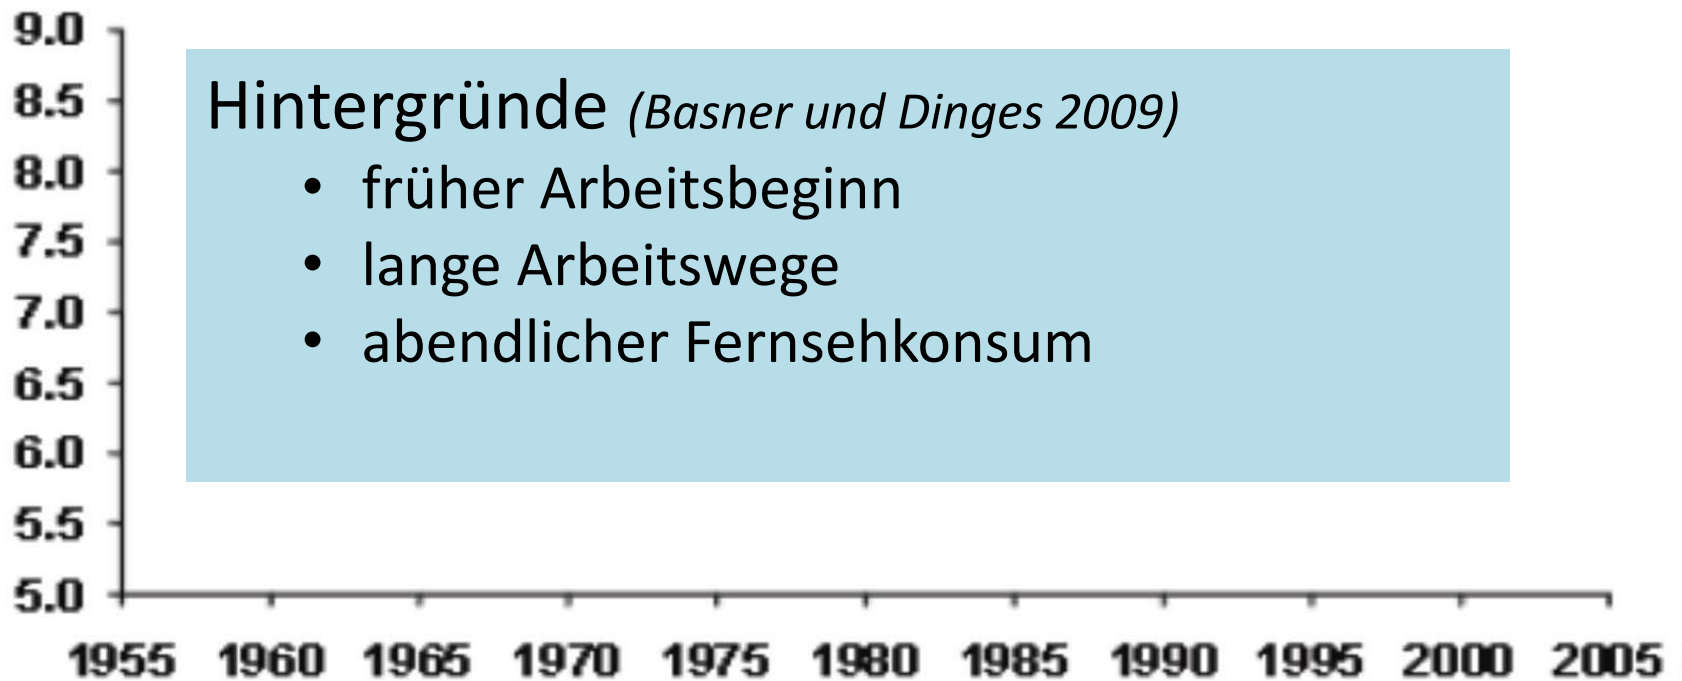 9.0
Hintergründe (Basner und Dinges 2009)
8.5
8.0
• früher Arbeitsbeginn
7.5
• lange Arbeitswege
7.0
• abendlicher Fernsehkonsum
6.5
6.0
5.5
5.0
1955 1960 1965 1970 1975 1980 1985 1990 1995 2000 2005